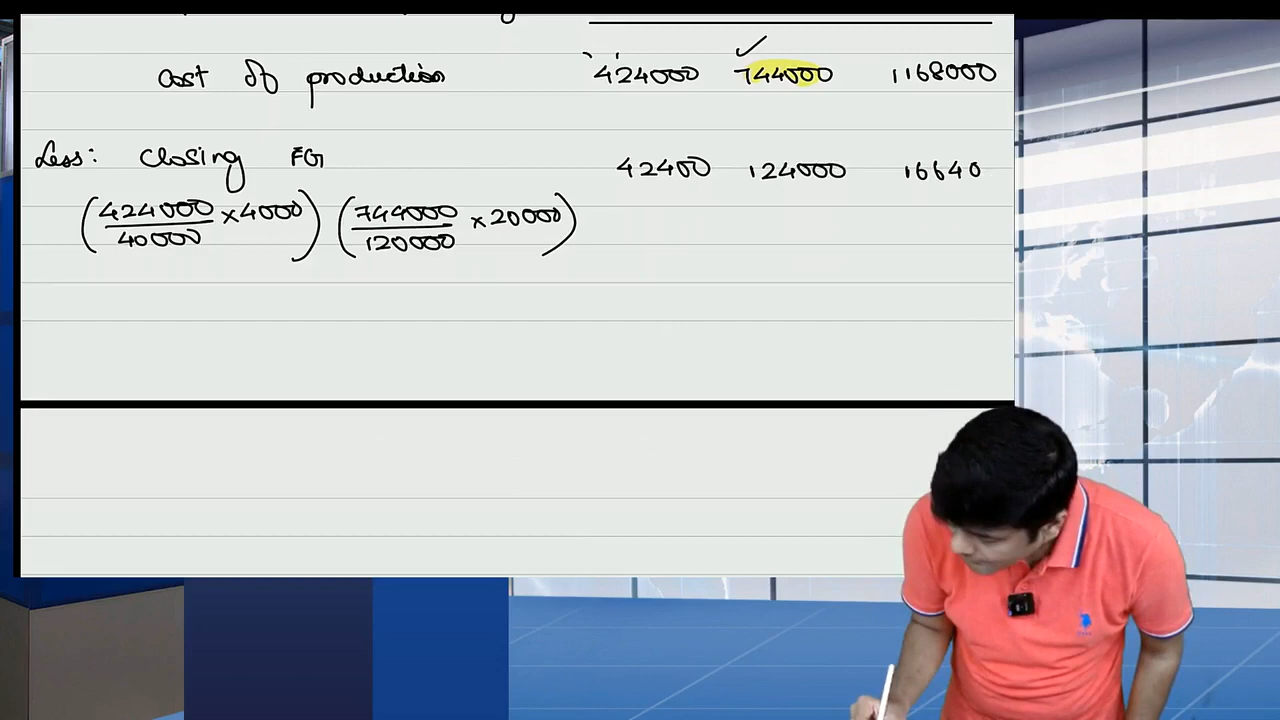 cost of production 424000 744000 1168000
Less: closing FG 42400 124000 16640
(424000/40000 × 4000) (744000/120000 × 20000)